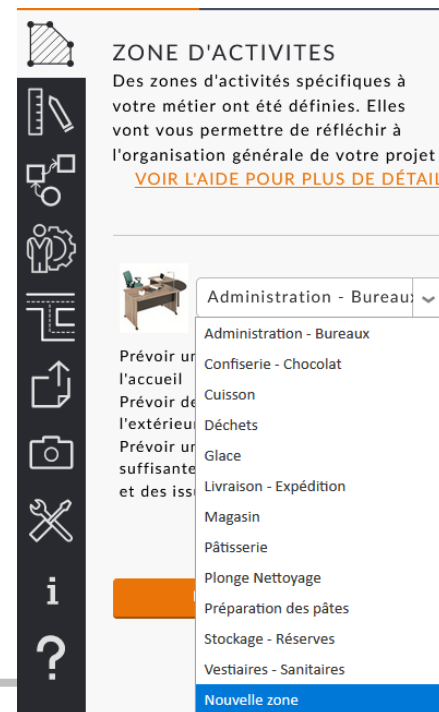 ZONE D'ACTIVITES
Des zones d'activités spécifiques à
votre métier ont été définies. Elles
vont vous permettre de réfléchir à
l'organisation générale de votre projet
VOIR L'AIDE POUR PLUS DE DÉTAIL
Administration - Bureau
Administration - Bureaux
Confiserie - Chocolat
Cuisson
Déchets
Glace
Livraison - Expédition
Magasin
Pâtisserie
Plonge Nettoyage
Préparation des pâtes
Stockage - Réserves
Vestiaires - Sanitaires
Nouvelle zone
Prévoir
l'accueil
Prévoir
Prévoir
suffisante
et des
i
?